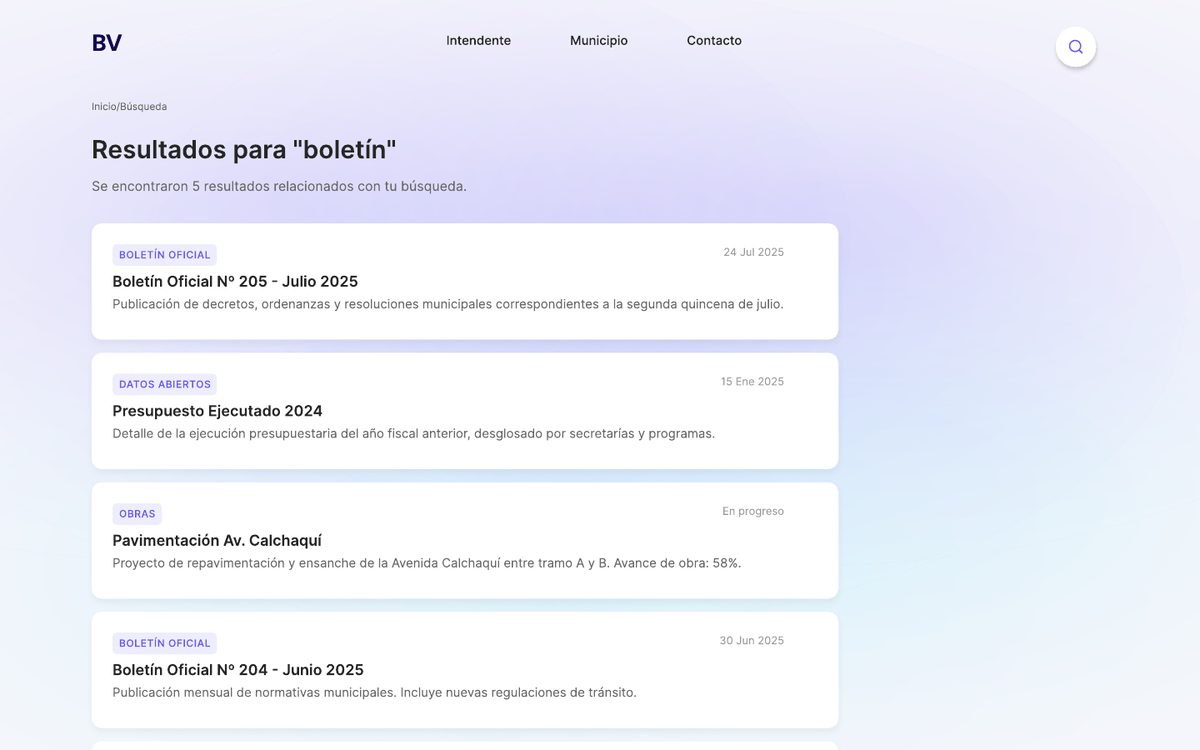 BV
Intendente Municipio Contacto
Inicio/Búsqueda
Resultados para "boletín"
Se encontraron 5 resultados relacionados con tu búsqueda.
BOLETÍN OFICIAL 24 Jul 2025
Boletín Oficial Nº 205 - Julio 2025
Publicación de decretos, ordenanzas y resoluciones municipales correspondientes a la segunda quincena de julio.
DATOS ABIERTOS 15 Ene 2025
Presupuesto Ejecutado 2024
Detalle de la ejecución presupuestaria del año fiscal anterior, desglosado por secretarías y programas.
OBRAS En progreso
Pavimentación Av. Calchaquí
Proyecto de repavimentación y ensanche de la Avenida Calchaquí entre tramo A y B. Avance de obra: 58%.
BOLETÍN OFICIAL 30 Jun 2025
Boletín Oficial Nº 204 - Junio 2025
Publicación mensual de normativas municipales. Incluye nuevas regulaciones de tránsito.